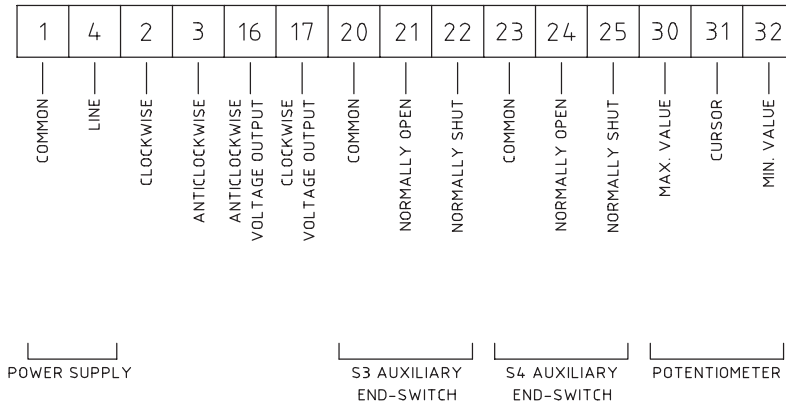 1 4 2 3 16 17 20 21 22 23 24 25 30 31 32
COMMON
LINE
CLOCKWISE
ANTICLOCKWISE
ANTICLOCKWISE
VOLTAGE OUTPUT
CLOCKWISE
VOLTAGE OUTPUT
COMMON
NORMALLY OPEN
NORMALLY SHUT
COMMON
NORMALLY OPEN
NORMALLY SHUT
MAX. VALUE
CURSOR
MIN. VALUE
POWER SUPPLY
S3 AUXILIARY
END-SWITCH
S4 AUXILIARY
END-SWITCH
POTENTIOMETER